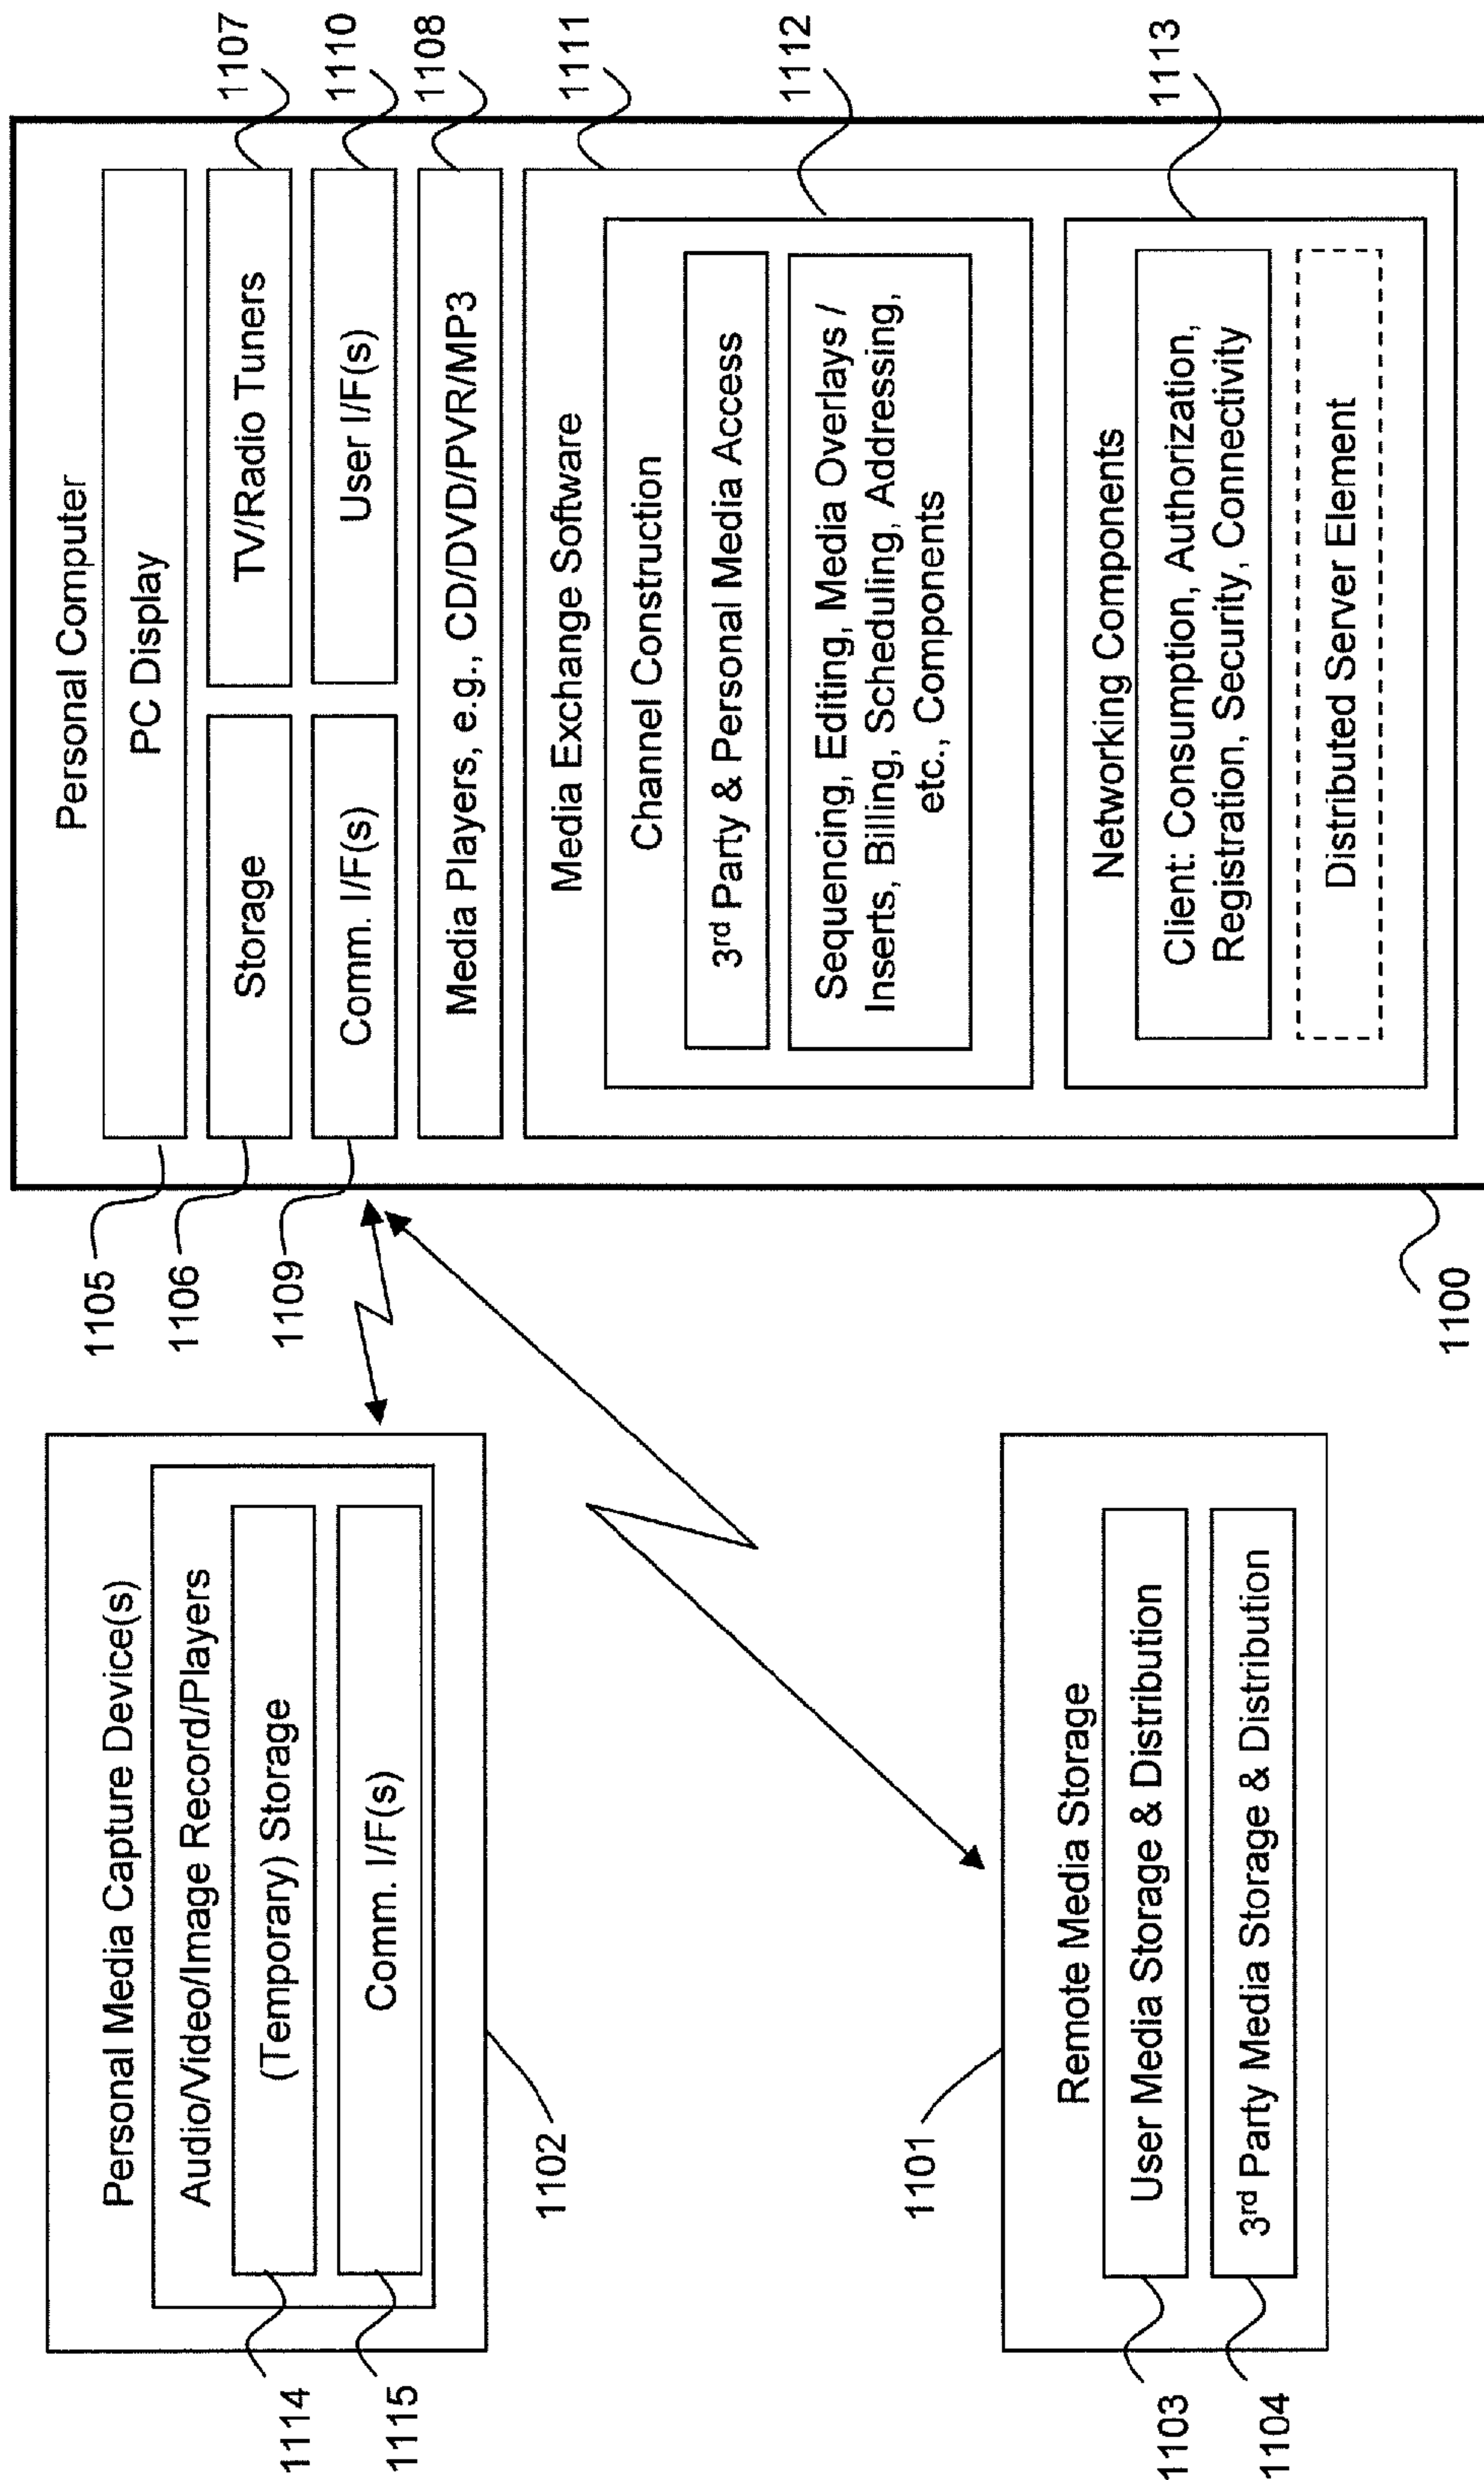 Personal Media Capture Device(s)
Audio/Video/Image Record/Players
(Temporary) Storage
Comm. I/F(s)
1114
1115
1102
1101
Remote Media Storage
User Media Storage & Distribution
3rd Party Media Storage & Distribution
1103
1104
Personal Computer
PC Display
Storage
TV/Radio Tuners
Comm. I/F(s)
User I/F(s)
Media Players, e.g., CD/DVD/PVR/MP3
Media Exchange Software
Channel Construction
3rd Party & Personal Media Access
Sequencing, Editing, Media Overlays /
Inserts, Billing, Scheduling, Addressing,
etc., Components
Networking Components
Client: Consumption, Authorization,
Registration, Security, Connectivity
Distributed Server Element
1105
1106
1109
1100
1107
1110
1108
1111
1112
1113